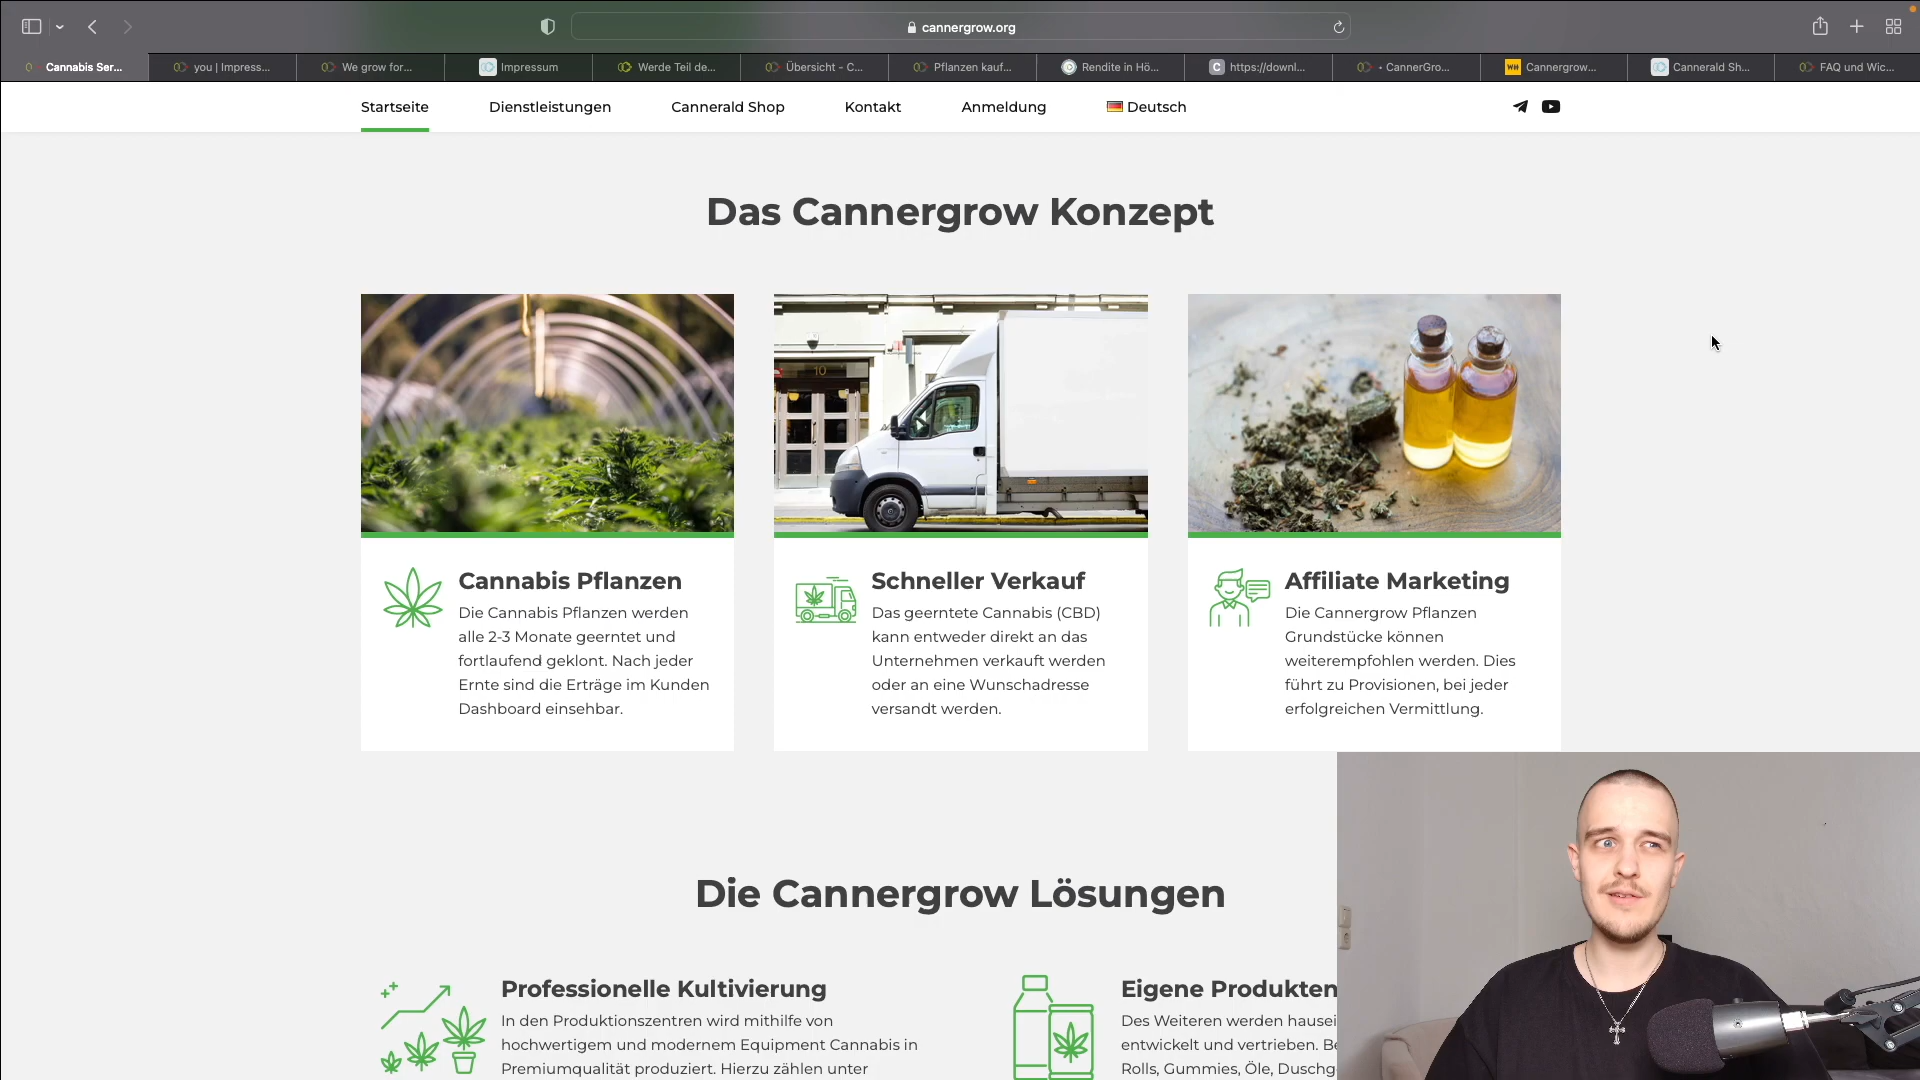 cannergrow.org
Cannabis Ser...
you | Impress...
We grow for...
Impressum
Werde Teil de...
Übersicht - C...
Pflanzen kauf...
Rendite in Hö...
C
https://downl...
• CannerGro...
Cannergrow...
Cannerald Sh...
FAQ und Wic...
Startseite
Dienstleistungen
Cannerald Shop
Kontakt
Anmeldung
Deutsch
Das Cannergrow Konzept
10
Cannabis Pflanzen
Die Cannabis Pflanzen werden
alle 2-3 Monate geerntet und
fortlaufend geklont. Nach jeder
Ernte sind die Erträge im Kunden
Dashboard einsehbar.
Schneller Verkauf
Das geerntete Cannabis (CBD)
kann entweder direkt an das
Unternehmen verkauft werden
oder an eine Wunschadresse
versandt werden.
Affiliate Marketing
Die Cannergrow Pflanzen
Grundstücke können
weiterempfohlen werden. Dies
führt zu Provisionen, bei jeder
erfolgreichen Vermittlung.
Die Cannergrow Lösungen
Professionelle Kultivierung
In den Produktionszentren wird mithilfe von
hochwertigem und modernem Equipment Cannabis in
Premiumqualität produziert. Hierzu zählen unter
Eigene Produkten
Des Weiteren werden hausei
entwickelt und vertrieben. Be
Rolls, Gummies, Öle, Duschg